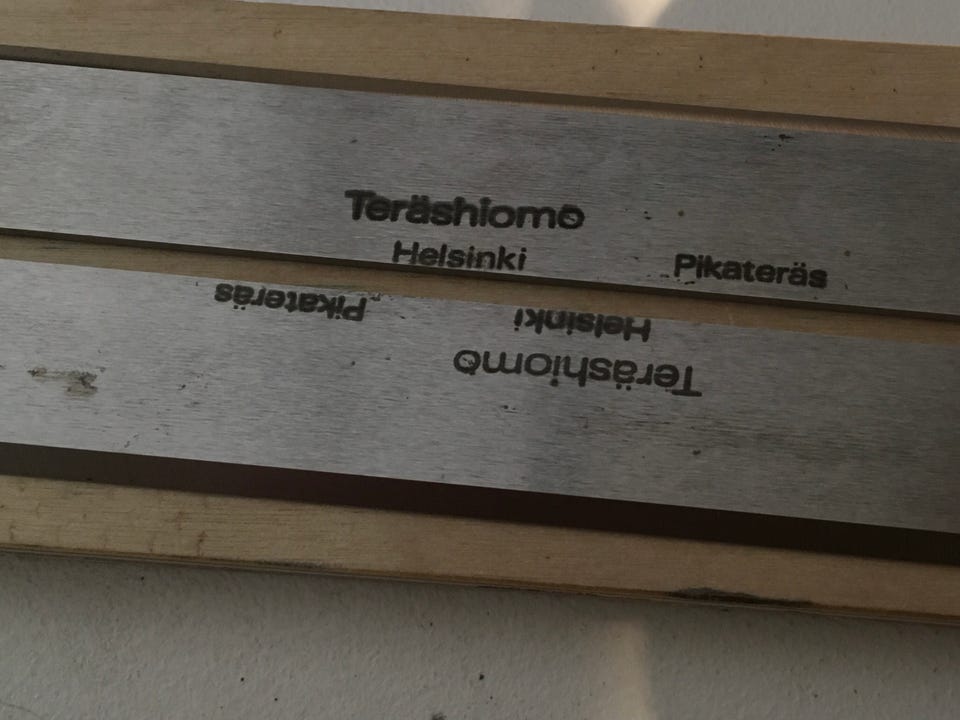 Teräshiomo
Helsinki
Pikateräs
Pikateräs
Helsinki
Teräshiomo